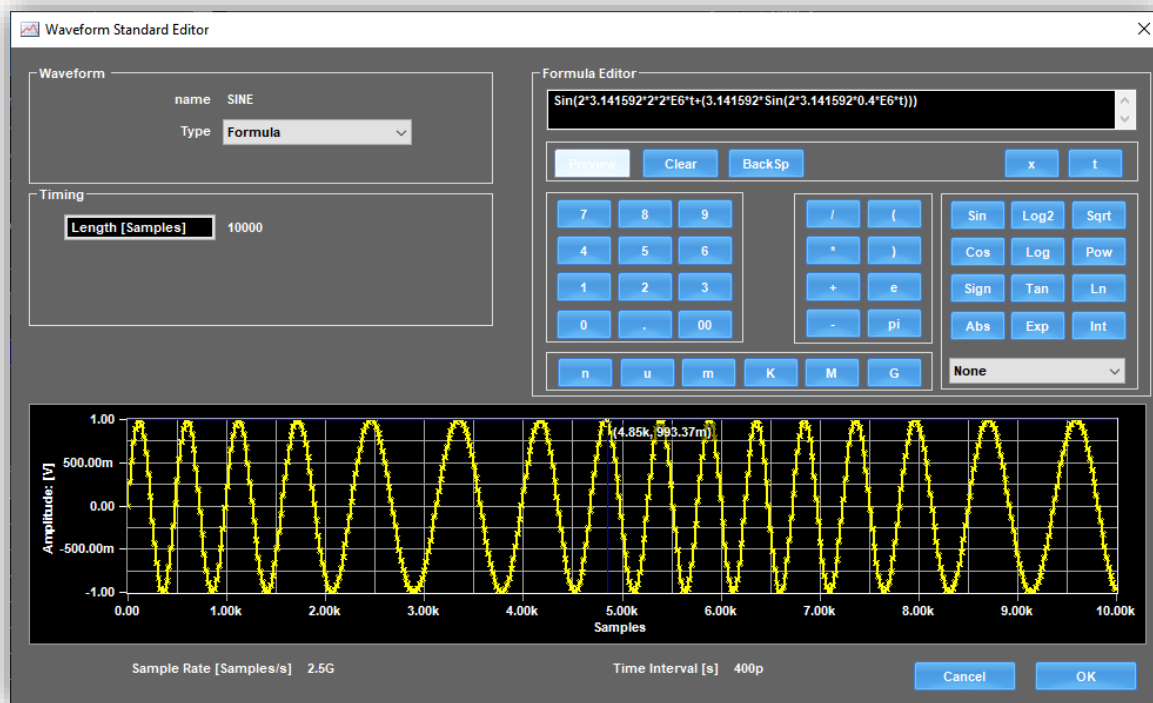 Waveform Standard Editor
Waveform
name SINE
Type Formula
Timing
Length [Samples] 10000
Formula Editor
Sin(2*3.141592*2*2*E6*t+(3.141592*Sin(2*3.141592*0.4*E6*t)))
Preview Clear BackSp x t
7 8 9 / ( Sin Log2 Sqrt
4 5 6 * ) Cos Log Pow
1 2 3 + e Sign Tan Ln
0 . 00 - pi Abs Exp Int
n u m K M G None
Amplitude: [V]
1.00
500.00m
0.00
-500.00m
-1.00
(4.85k, 993.37m)
0.00 1.00k 2.00k 3.00k 4.00k 5.00k 6.00k 7.00k 8.00k 9.00k 10.00k
Samples
Sample Rate [Samples/s] 2.5G Time Interval [s] 400p
Cancel OK